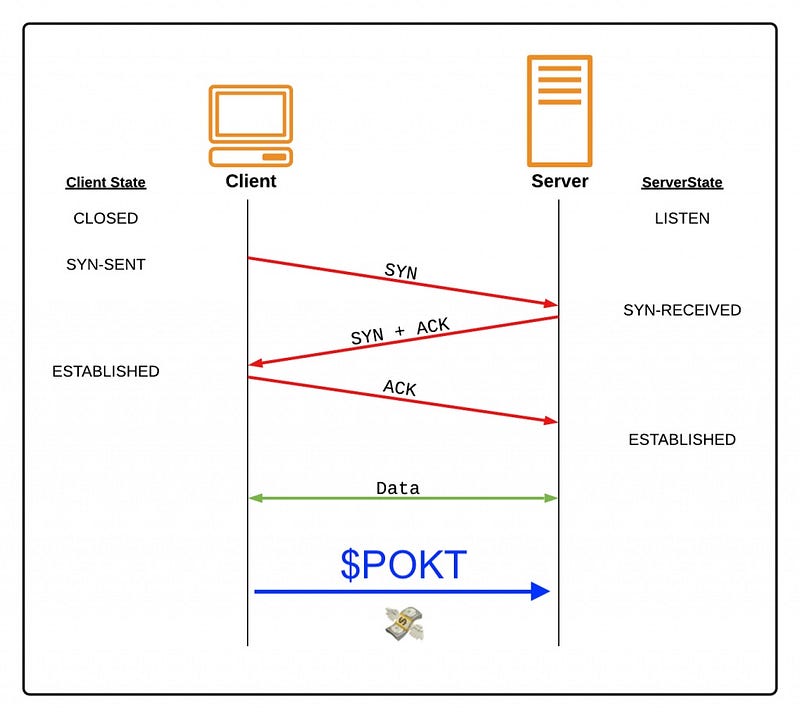 Client State
Client
Server
ServerState
CLOSED
LISTEN
SYN-SENT
SYN
SYN-RECEIVED
SYN + ACK
ESTABLISHED
ACK
ESTABLISHED
Data
$POKT
$